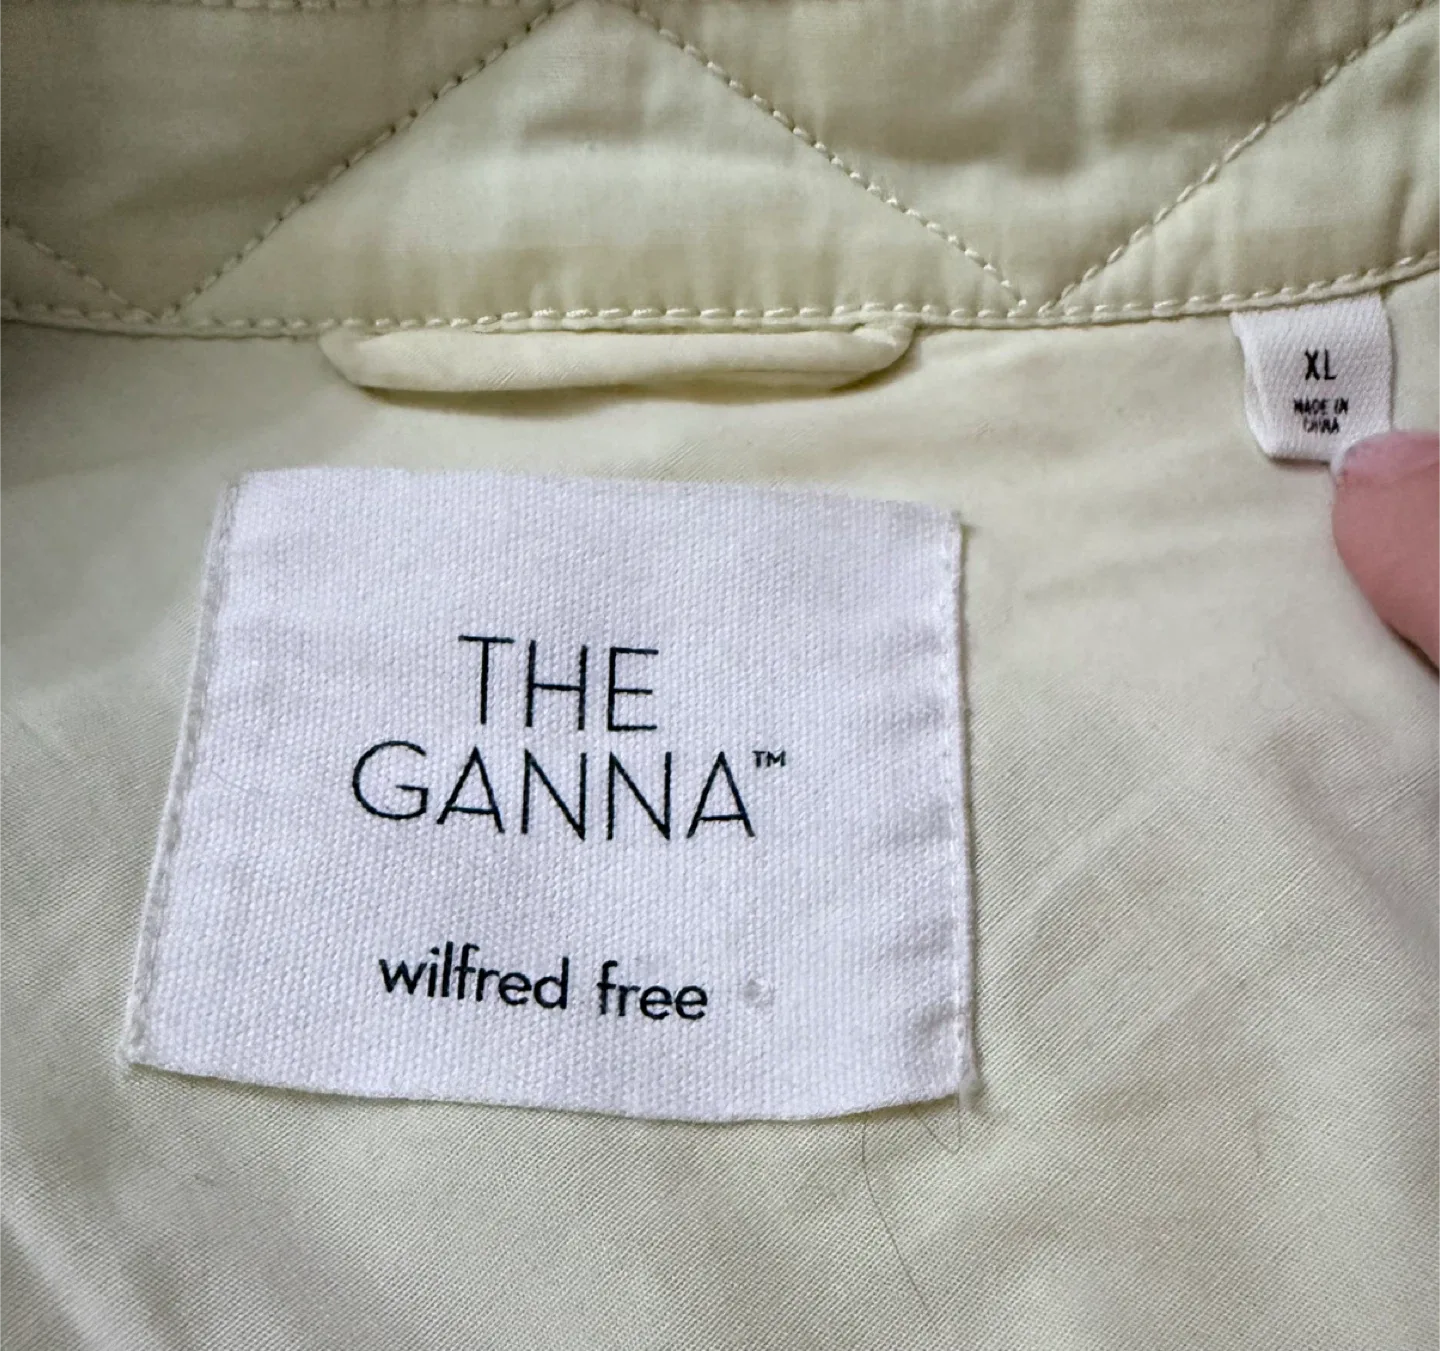 XL
MADE IN
CHINA
THE
GANNA™
wilfred free